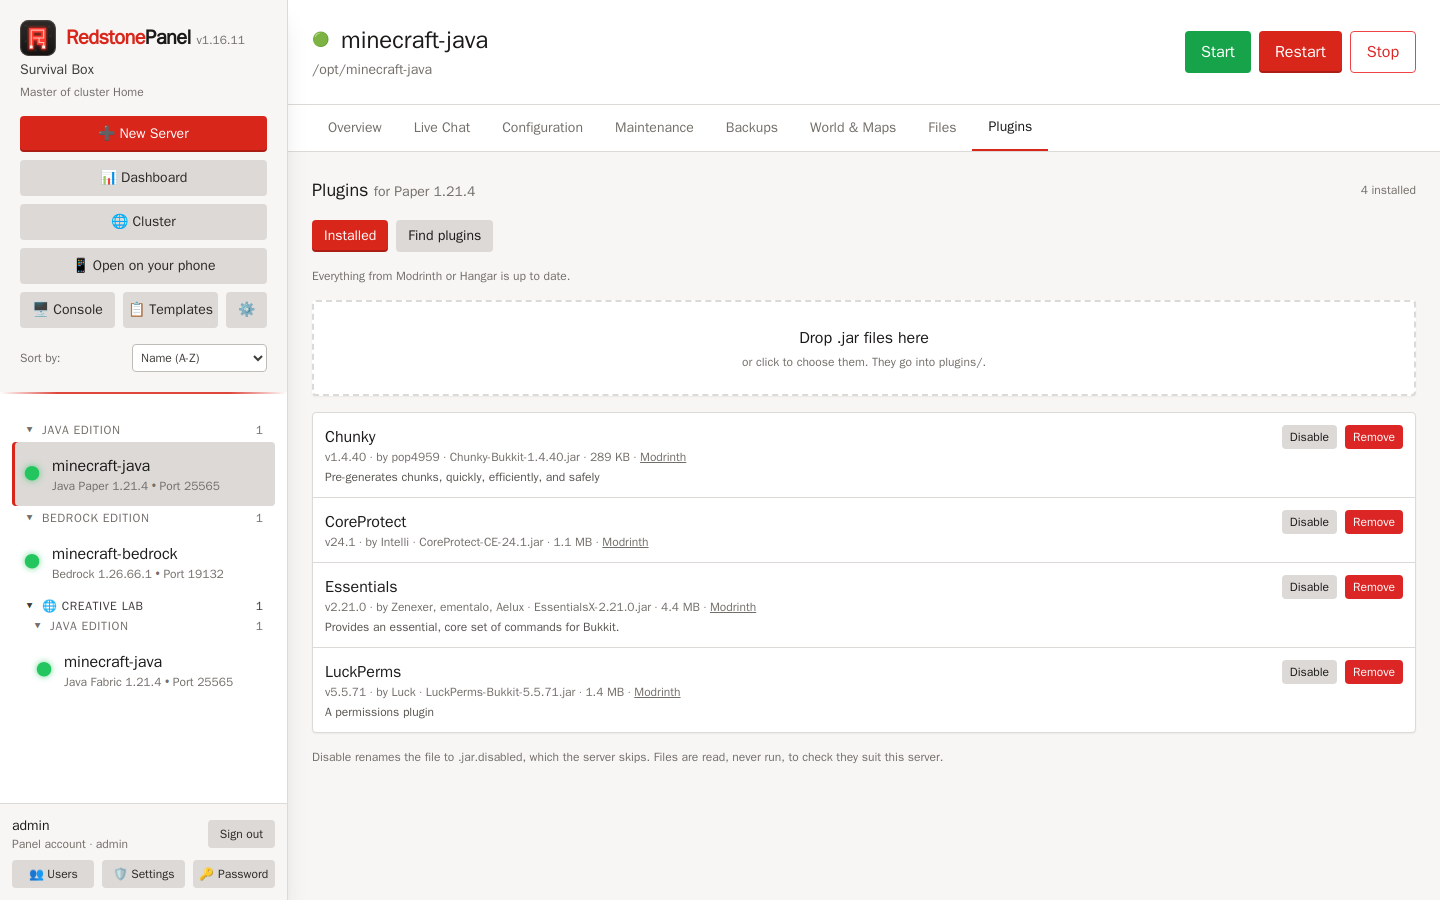 RedstonePanel v1.16.11
Survival Box
Master of cluster Home
➕ New Server
📊 Dashboard
🌐 Cluster
📱 Open on your phone
🖥️ Console
📋 Templates
⚙️
Sort by:
Name (A-Z)
▼ JAVA EDITION 1
minecraft-java
Java Paper 1.21.4 • Port 25565
▼ BEDROCK EDITION 1
minecraft-bedrock
Bedrock 1.26.66.1 • Port 19132
▼ 🌐 CREATIVE LAB 1
▼ JAVA EDITION 1
minecraft-java
Java Fabric 1.21.4 • Port 25565
admin
Panel account · admin
Sign out
👥 Users
🛡️ Settings
🔑 Password
🟢 minecraft-java
/opt/minecraft-java
Start
Restart
Stop
Overview
Live Chat
Configuration
Maintenance
Backups
World & Maps
Files
Plugins
Plugins for Paper 1.21.4
4 installed
Installed
Find plugins
Everything from Modrinth or Hangar is up to date.
Drop .jar files here
or click to choose them. They go into plugins/.
Chunky
v1.4.40 · by pop4959 · Chunky-Bukkit-1.4.40.jar · 289 KB · Modrinth
Pre-generates chunks, quickly, efficiently, and safely
Disable
Remove
CoreProtect
v24.1 · by Intelli · CoreProtect-CE-24.1.jar · 1.1 MB · Modrinth
Disable
Remove
Essentials
v2.21.0 · by Zenexer, ementalo, Aelux · EssentialsX-2.21.0.jar · 4.4 MB · Modrinth
Provides an essential, core set of commands for Bukkit.
Disable
Remove
LuckPerms
v5.5.71 · by Luck · LuckPerms-Bukkit-5.5.71.jar · 1.4 MB · Modrinth
A permissions plugin
Disable
Remove
Disable renames the file to .jar.disabled, which the server skips. Files are read, never run, to check they suit this server.